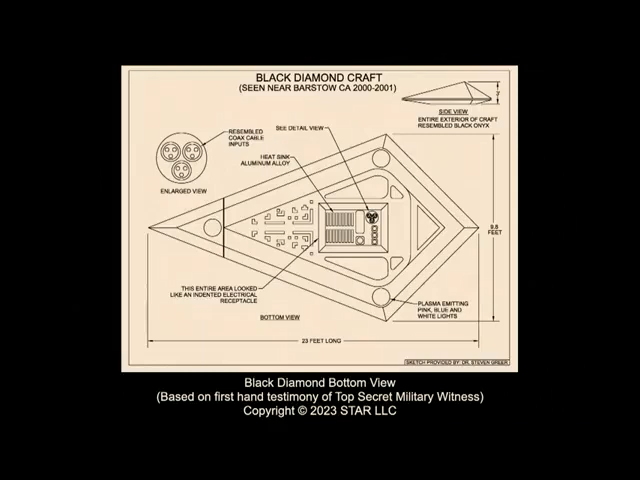 BLACK DIAMOND CRAFT
(SEEN NEAR BARSTOW CA 2000-2001)
3'
SIDE VIEW
ENTIRE EXTERIOR OF CRAFT
RESEMBLED BLACK ONYX
RESEMBLED
COAX CABLE
INPUTS
SEE DETAIL VIEW
HEAT SINK
ALUMINUM ALLOY
ENLARGED VIEW
9.8
FEET
THIS ENTIRE AREA LOOKED
LIKE AN INDENTED ELECTRICAL
RECEPTACLE
PLASMA EMITTING
PINK, BLUE AND
WHITE LIGHTS
BOTTOM VIEW
23 FEET LONG
SKETCH PROVIDED BY: DR. STEVEN GREER
Black Diamond Bottom View
(Based on first hand testimony of Top Secret Military Witness)
Copyright © 2023 STAR LLC